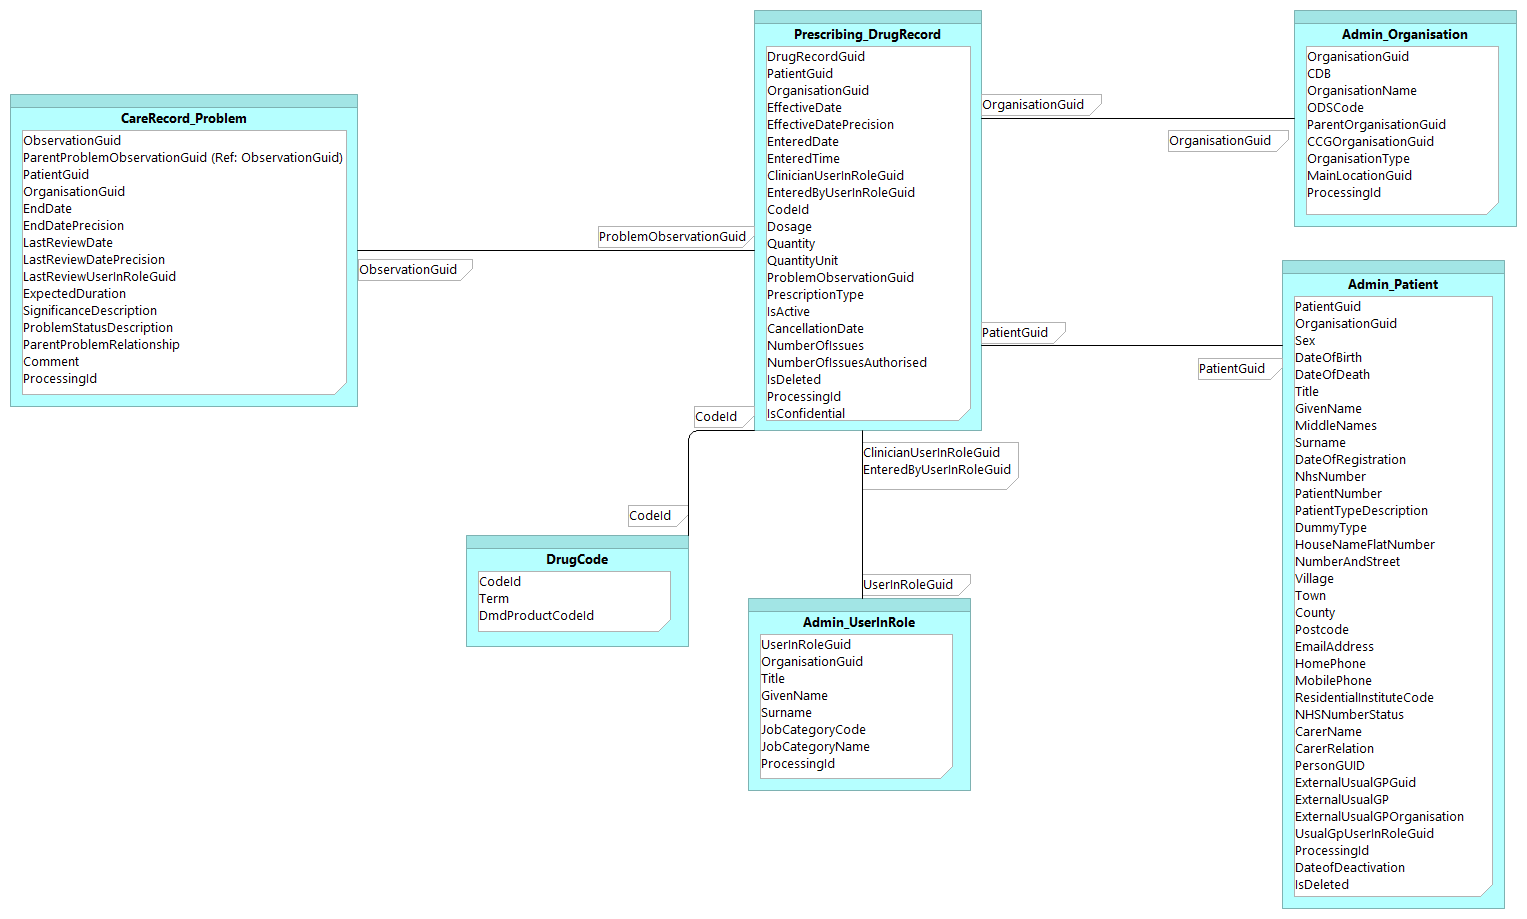 CareRecord_Problem
ObservationGuid
ParentProblemObservationGuid (Ref: ObservationGuid)
PatientGuid
OrganisationGuid
EndDate
EndDatePrecision
LastReviewDate
LastReviewDatePrecision
LastReviewUserInRoleGuid
ExpectedDuration
SignificanceDescription
ProblemStatusDescription
ParentProblemRelationship
Comment
ProcessingId
ProblemObservationGuid
ObservationGuid
Prescribing_DrugRecord
DrugRecordGuid
PatientGuid
OrganisationGuid
EffectiveDate
EffectiveDatePrecision
EnteredDate
EnteredTime
ClinicianUserInRoleGuid
EnteredByUserInRoleGuid
CodeId
Dosage
Quantity
QuantityUnit
ProblemObservationGuid
PrescriptionType
IsActive
CancellationDate
NumberOfIssues
NumberOfIssuesAuthorised
IsDeleted
ProcessingId
IsConfidential
OrganisationGuid
OrganisationGuid
Admin_Organisation
OrganisationGuid
CDB
OrganisationName
ODSCode
ParentOrganisationGuid
CCGOrganisationGuid
OrganisationType
MainLocationGuid
ProcessingId
PatientGuid
PatientGuid
Admin_Patient
PatientGuid
OrganisationGuid
Sex
DateOfBirth
DateOfDeath
Title
GivenName
MiddleNames
Surname
DateOfRegistration
NhsNumber
PatientNumber
PatientTypeDescription
DummyType
HouseNameFlatNumber
NumberAndStreet
Village
Town
County
Postcode
EmailAddress
HomePhone
MobilePhone
ResidentialInstituteCode
NHSNumberStatus
CarerName
CarerRelation
PersonGUID
ExternalUsualGPGuid
ExternalUsualGP
ExternalUsualGPOrganisation
UsualGpUserInRoleGuid
ProcessingId
DateofDeactivation
IsDeleted
CodeId
CodeId
DrugCode
CodeId
Term
DmdProductCodeId
ClinicianUserInRoleGuid
EnteredByUserInRoleGuid
UserInRoleGuid
Admin_UserInRole
UserInRoleGuid
OrganisationGuid
Title
GivenName
Surname
JobCategoryCode
JobCategoryName
ProcessingId